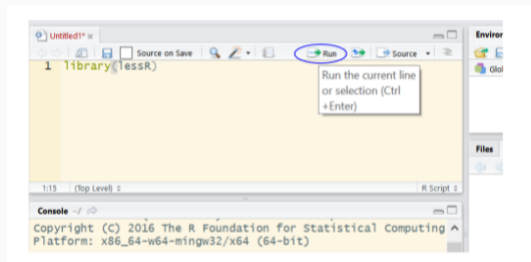 Untitled1*
Environ
Source on Save
Run
Source
1 library(lessR)
Run the current line
or selection (Ctrl
+Enter)
Glo
Files
1:15 (Top Level)
R Script
Console ~/
Copyright (C) 2016 The R Foundation for Statistical Computing
Platform: x86_64-w64-mingw32/x64 (64-bit)